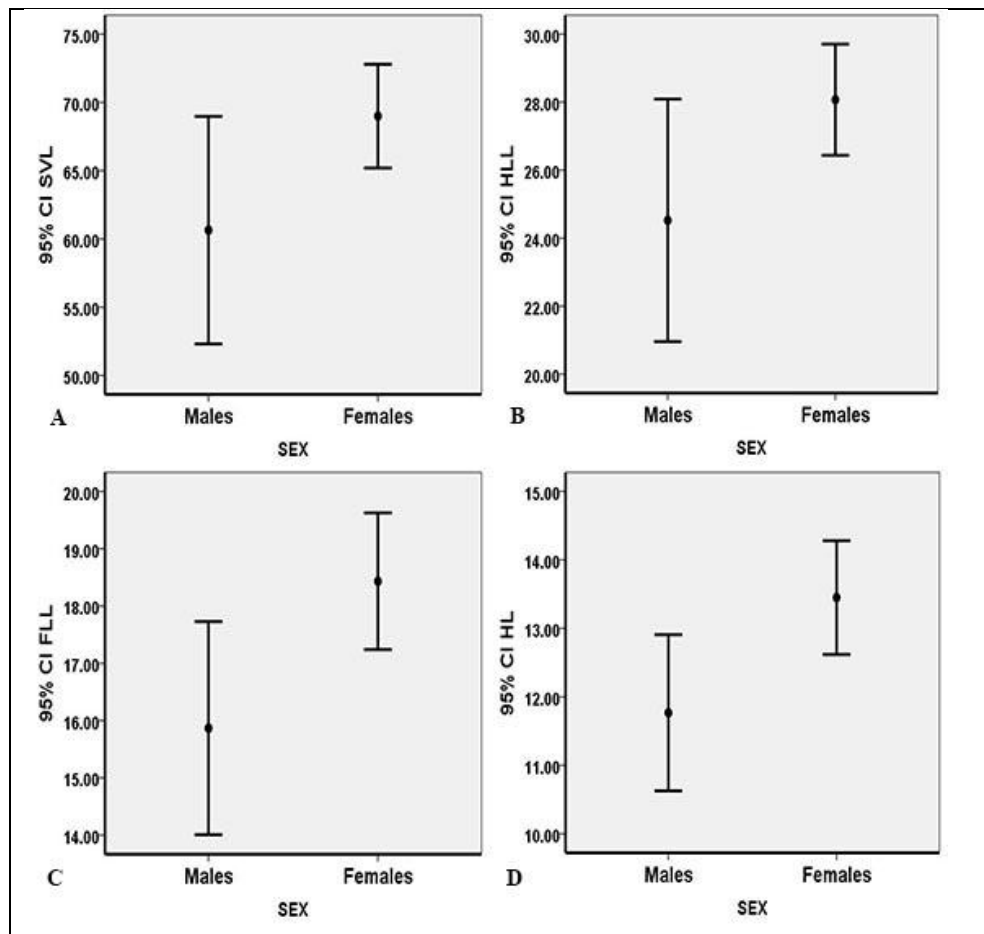 75.00
70.00
65.00
60.00
55.00
50.00
95% CI SVL
Males Females
SEX
A
30.00
28.00
26.00
24.00
22.00
20.00
95% CI HLL
Males Females
SEX
B
20.00
19.00
18.00
17.00
16.00
15.00
14.00
95% CI FLL
Males Females
SEX
C
15.00
14.00
13.00
12.00
11.00
10.00
95% CI HL
Males Females
SEX
D